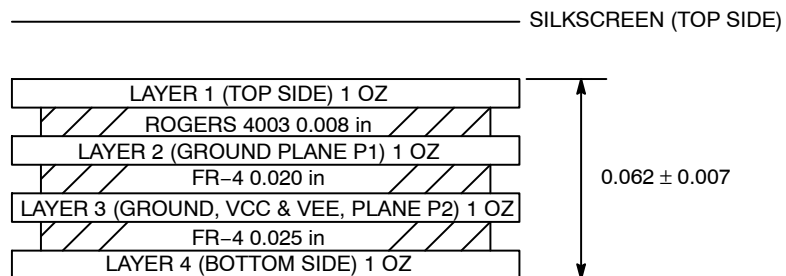 SILKSCREEN (TOP SIDE)
LAYER 1 (TOP SIDE) 1 OZ
ROGERS 4003 0.008 in
LAYER 2 (GROUND PLANE P1) 1 OZ
FR−4 0.020 in
0.062 ± 0.007
LAYER 3 (GROUND, VCC & VEE, PLANE P2) 1 OZ
FR−4 0.025 in
LAYER 4 (BOTTOM SIDE) 1 OZ